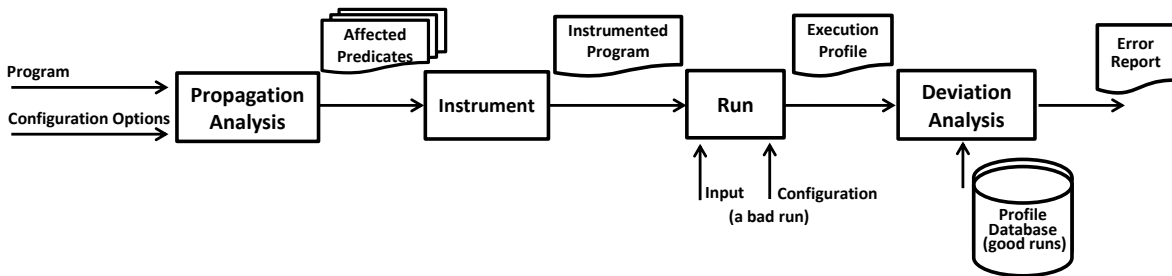 Affected
Predicates
Instrumented
Program
Execution
Profile
Error
Report
Program
Configuration Options
Propagation
Analysis
Instrument
Run
Deviation
Analysis
Input
Configuration
(a bad run)
Profile
Database
(good runs)